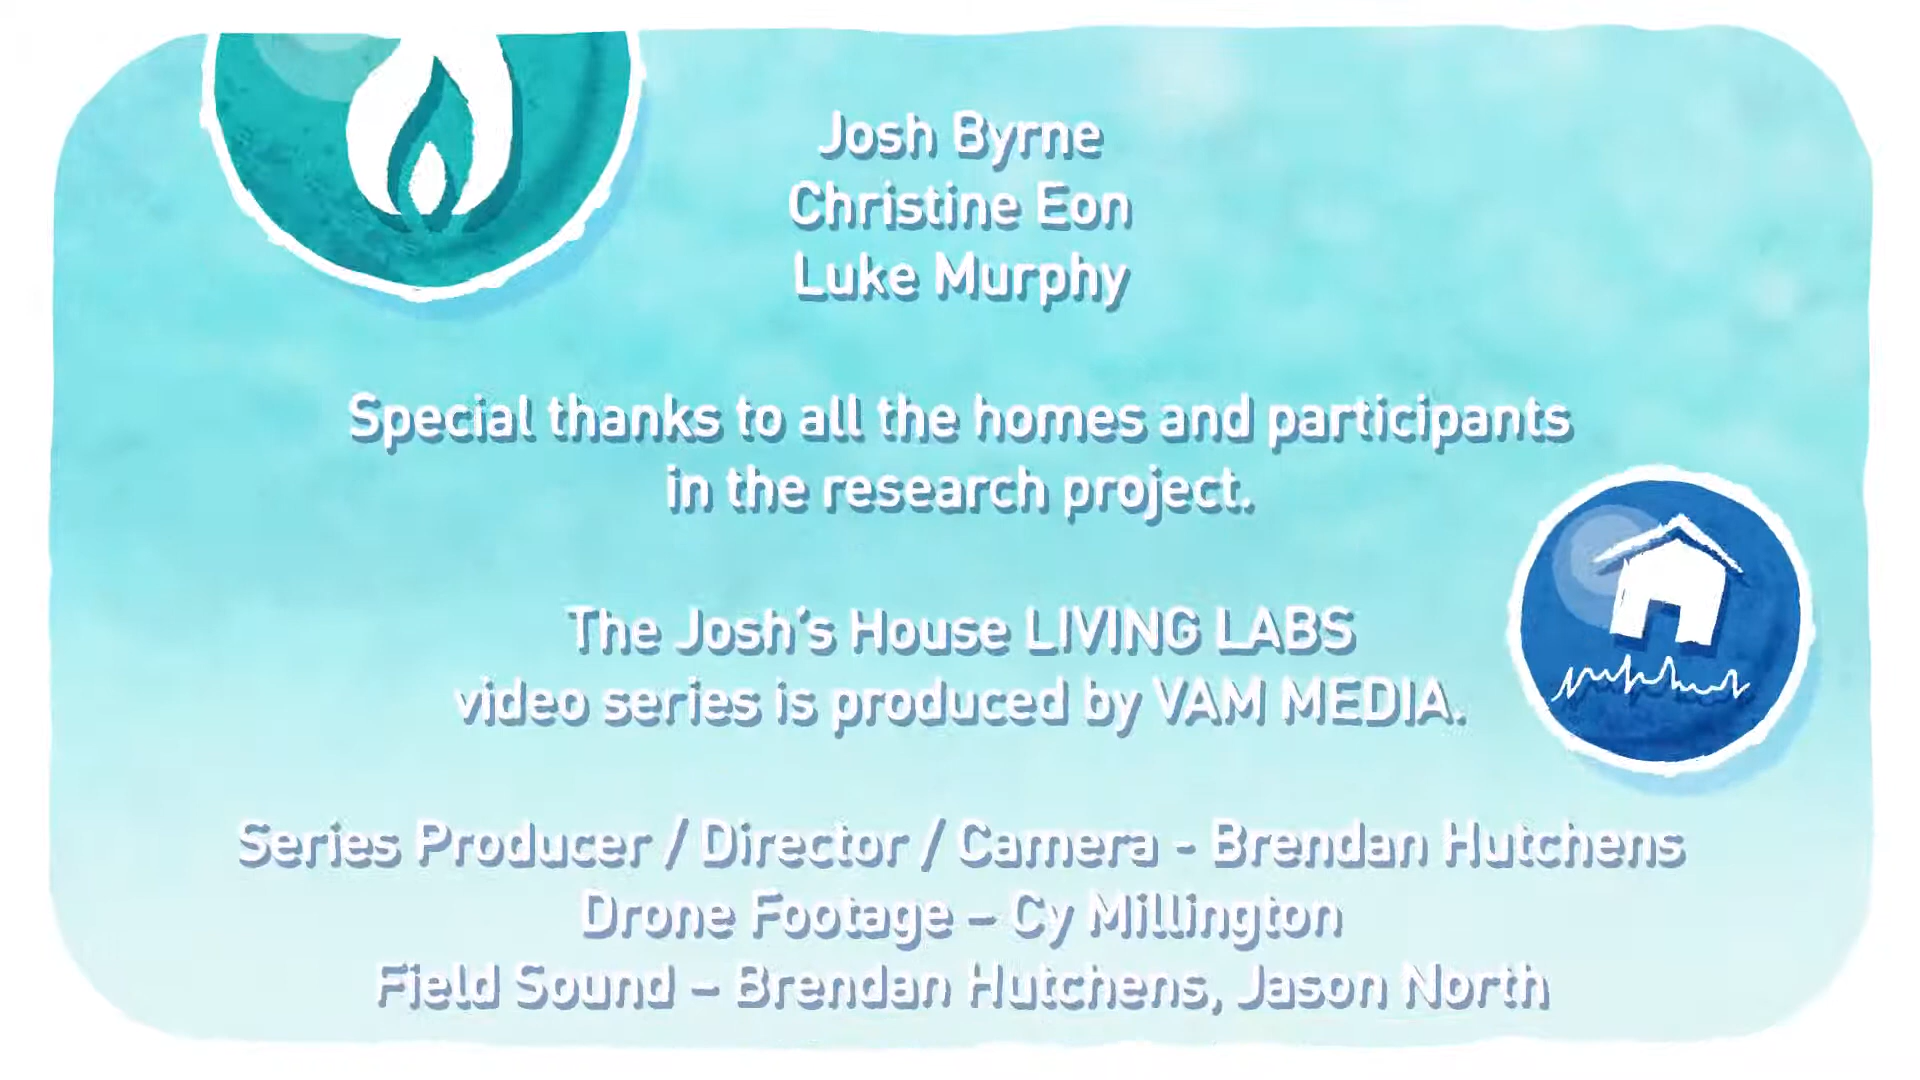 Josh Byrne
Christine Eon
Luke Murphy
Special thanks to all the homes and participants
in the research project.
The Josh's House LIVING LABS
video series is produced by VAM MEDIA.
Series Producer / Director / Camera - Brendan Hutchens
Drone Footage – Cy Millington
Field Sound – Brendan Hutchens, Jason North